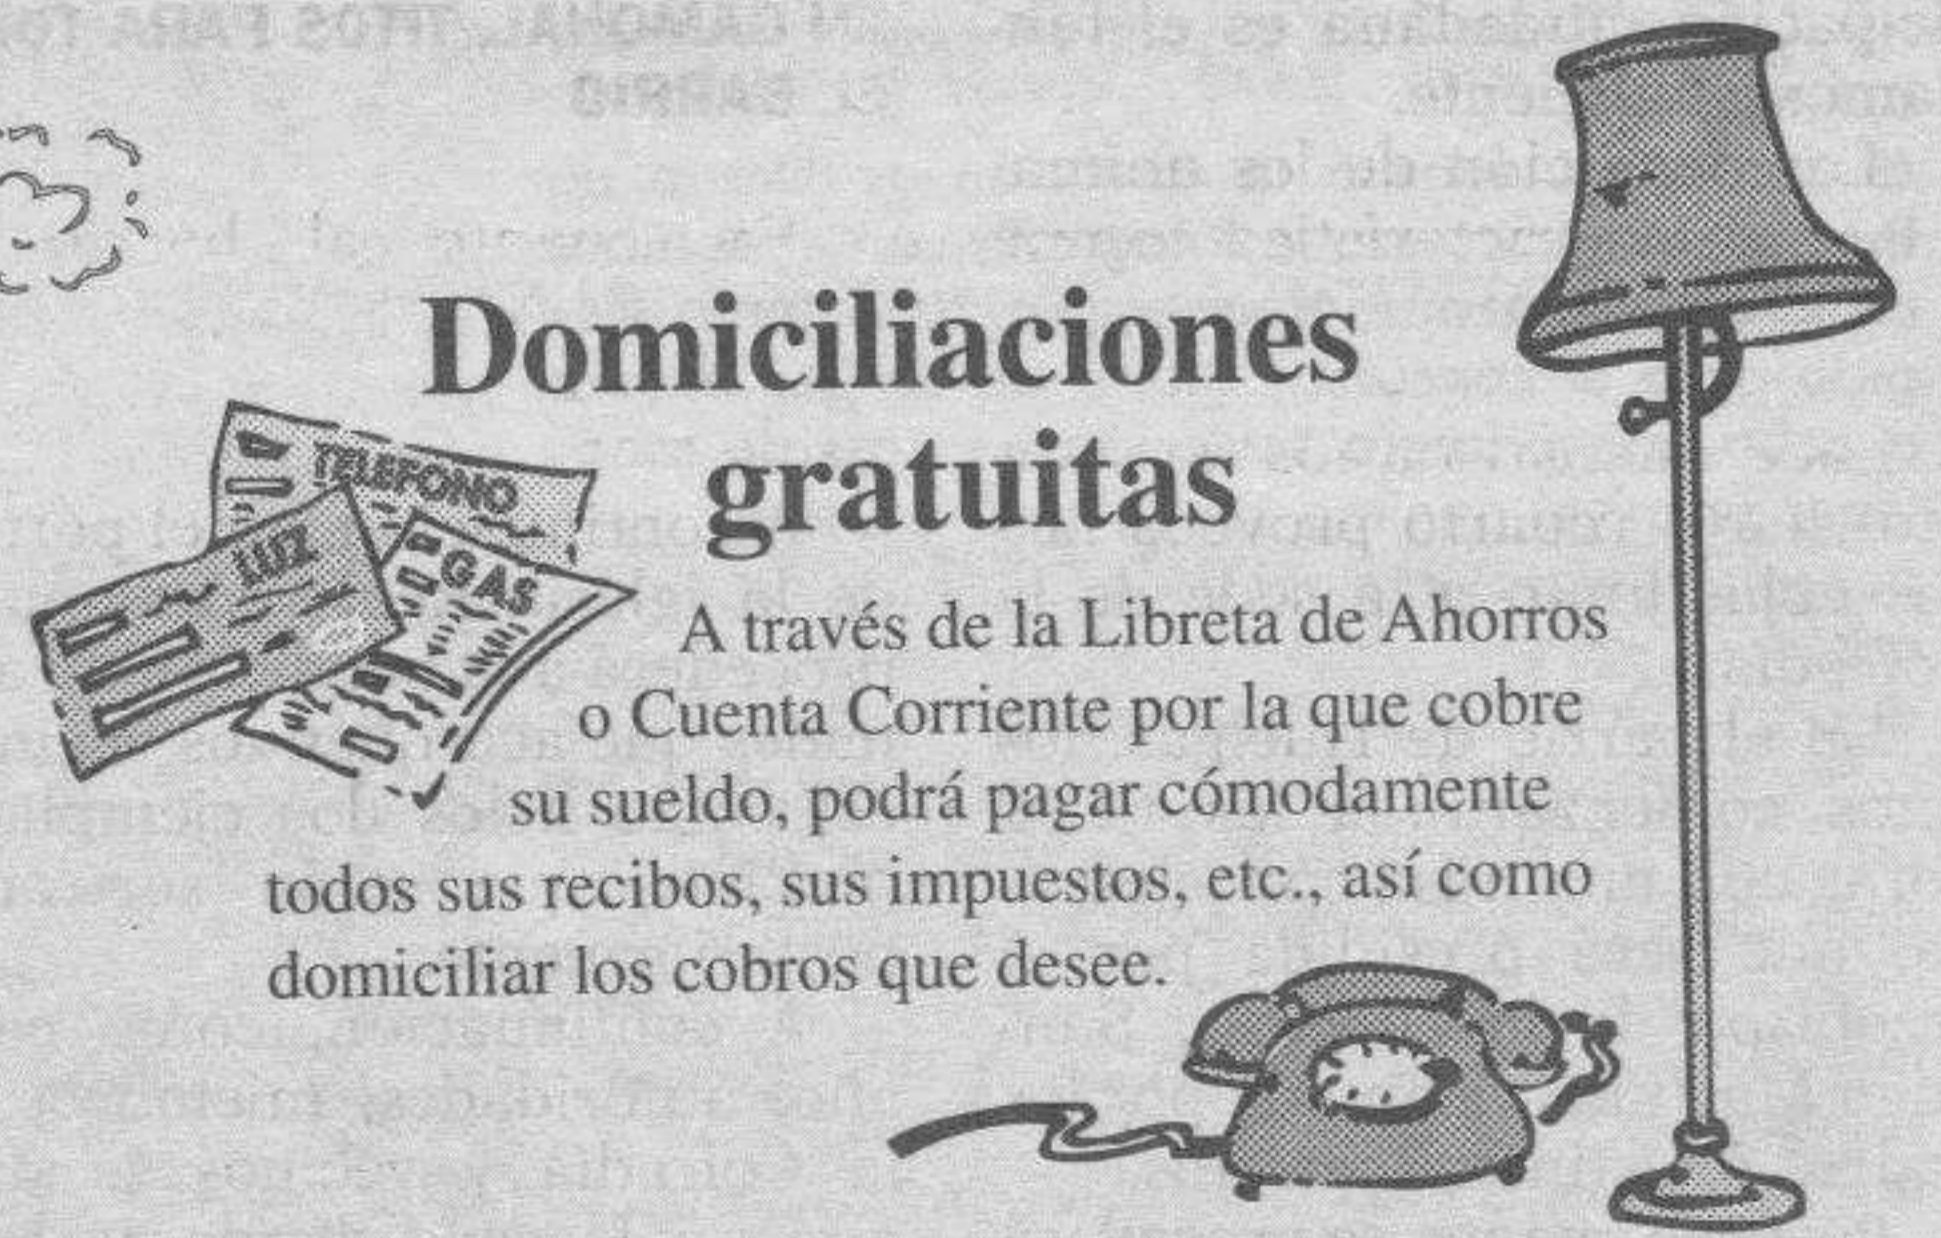 Domiciliaciones
gratuitas
TELEFONO
LUZ
GAS
A través de la Libreta de Ahorros
o Cuenta Corriente por la que cobre
su sueldo, podrá pagar cómodamente
todos sus recibos, sus impuestos, etc., así como
domiciliar los cobros que desee.